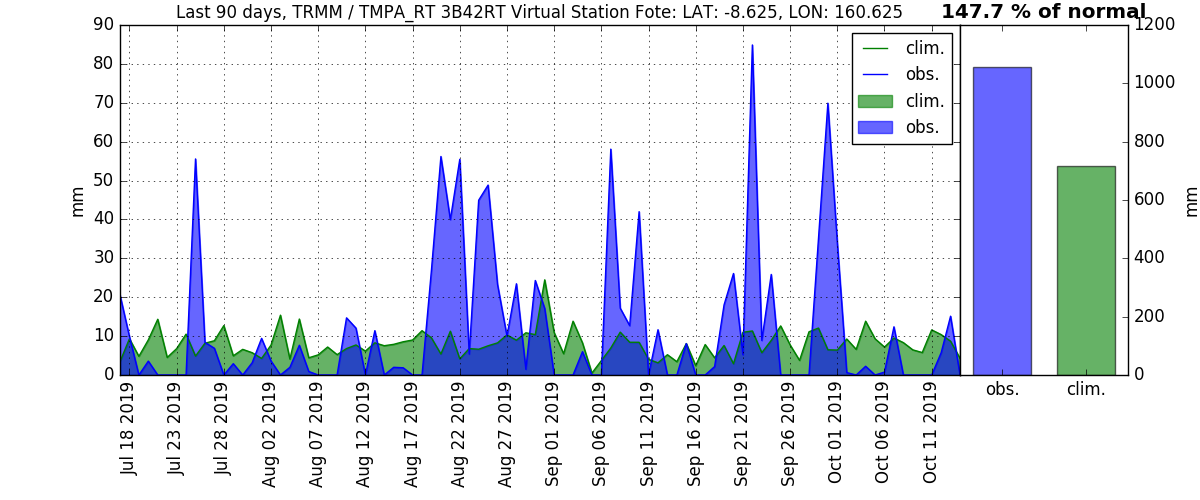 Last 90 days, TRMM / TMPA_RT 3B42RT Virtual Station Fote: LAT: -8.625, LON: 160.625
147.7 % of normal
90
80
70
60
50
40
30
20
10
0
mm
clim.
obs.
clim.
obs.
1200
1000
800
600
400
200
0
mm
Jul 18 2019
Jul 23 2019
Jul 28 2019
Aug 02 2019
Aug 07 2019
Aug 12 2019
Aug 17 2019
Aug 22 2019
Aug 27 2019
Sep 01 2019
Sep 06 2019
Sep 11 2019
Sep 16 2019
Sep 21 2019
Sep 26 2019
Oct 01 2019
Oct 06 2019
Oct 11 2019
obs.
clim.